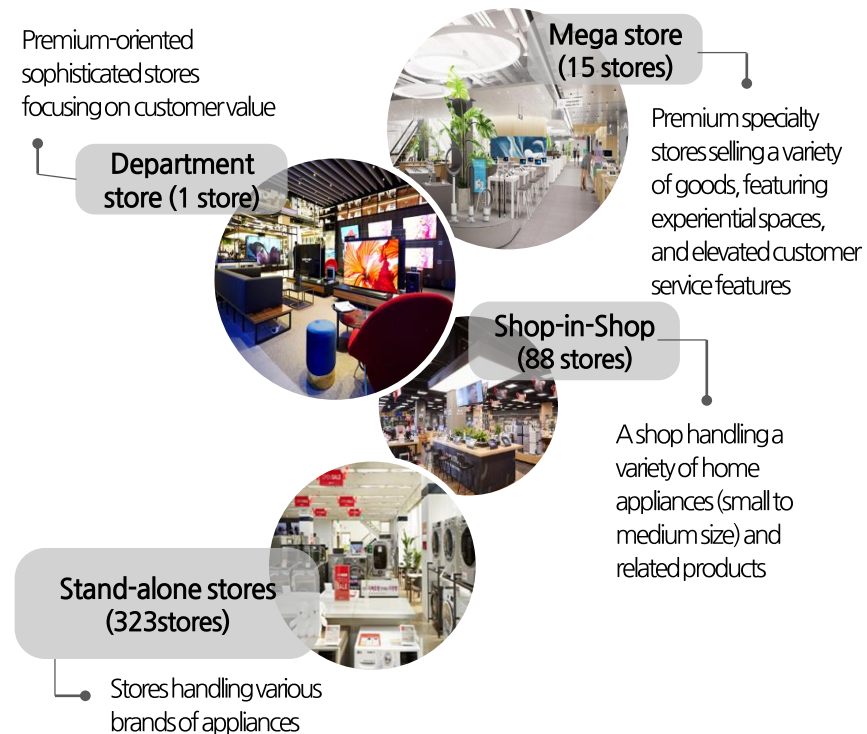 Premium-oriented
sophisticated stores
focusing on customer value
Department
store (1 store)
Mega store
(15 stores)
Premium specialty
stores selling a variety
of goods, featuring
experiential spaces,
and elevated customer
service features
Shop-in-Shop
(88 stores)
A shop handling a
variety of home
appliances (small to
medium size) and
related products
Stand-alone stores
(323stores)
Stores handling various
brands of appliances
SALE